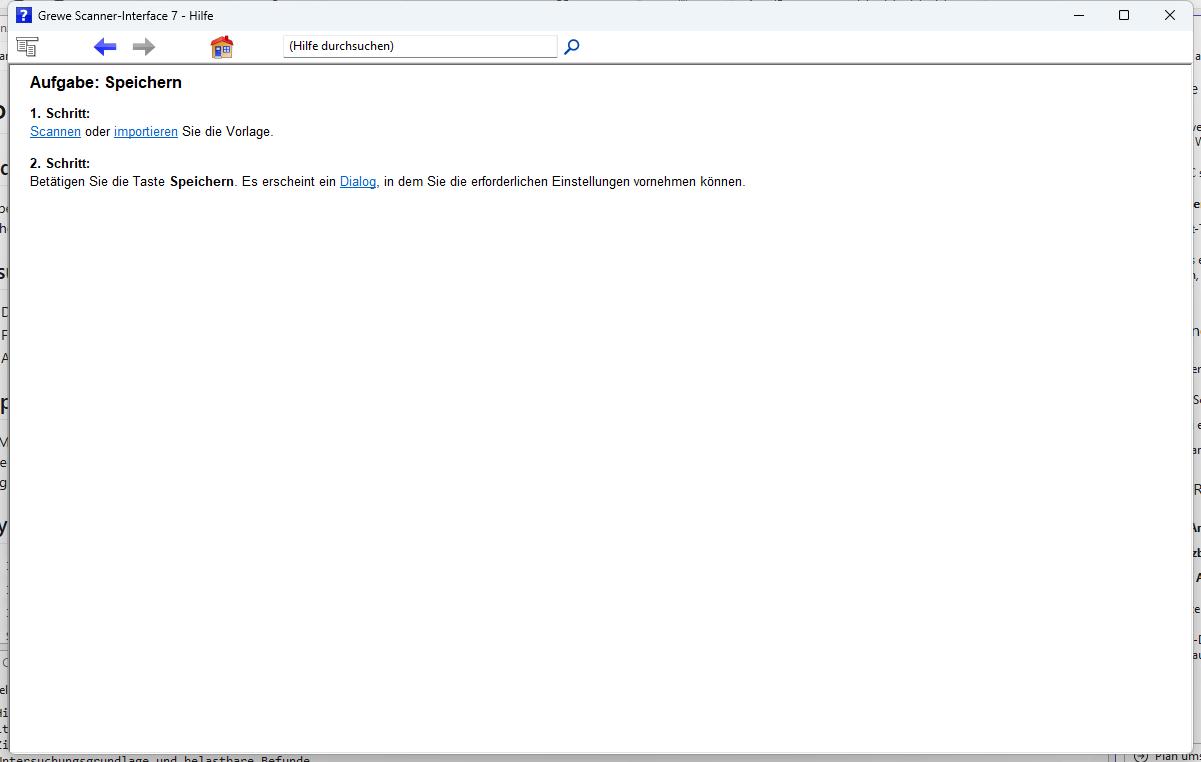 Grewe Scanner-Interface 7 - Hilfe
(Hilfe durchsuchen)
Aufgabe: Speichern
1. Schritt:
Scannen oder importieren Sie die Vorlage.
2. Schritt:
Betätigen Sie die Taste Speichern. Es erscheint ein Dialog, in dem Sie die erforderlichen Einstellungen vornehmen können.
und belastbare Befunde
Plan